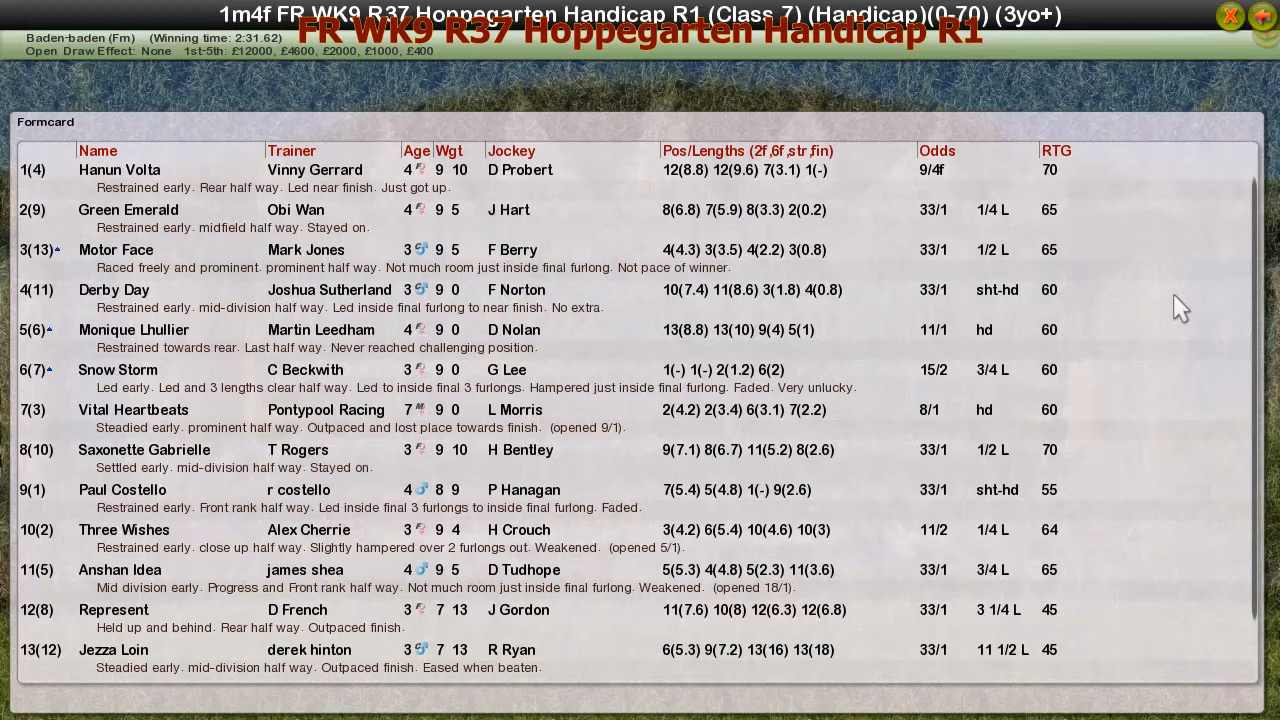 1m4f FR WK9 R37 Hoppegarten Handicap R1 (Class 7) (Handicap)(0-70) (3yo+)
FR WK9 R37 Hoppegarten Handicap R1
Baden-baden (Fm) (Winning time: 2:31.62)
Open Draw Effect: None 1st-5th: £12000, £4600, £2000, £1000, £400
Formcard
Name Trainer Age Wgt Jockey Pos/Lengths (2f,6f,str,fin) Odds RTG
1(4) Hanun Volta Vinny Gerrard 4 9 10 D Probert 12(8.8) 12(9.6) 7(3.1) 1(-) 9/4f 70
Restrained early. Rear half way. Led near finish. Just got up.
2(9) Green Emerald Obi Wan 4 9 5 J Hart 8(6.8) 7(5.9) 8(3.3) 2(0.2) 33/1 1/4 L 65
Restrained early. midfield half way. Stayed on.
3(13) Motor Face Mark Jones 3 9 5 F Berry 4(4.3) 3(3.5) 4(2.2) 3(0.8) 33/1 1/2 L 65
Raced freely and prominent. prominent half way. Not much room just inside final furlong. Not pace of winner.
4(11) Derby Day Joshua Sutherland 3 9 0 F Norton 10(7.4) 11(8.6) 3(1.8) 4(0.8) 33/1 sht-hd 60
Restrained early. mid-division half way. Led inside final furlong to near finish. No extra.
5(6) Monique Lhullier Martin Leedham 4 9 0 D Nolan 13(8.8) 13(10) 9(4) 5(1) 11/1 hd 60
Restrained towards rear. Last half way. Never reached challenging position.
6(7) Snow Storm C Beckwith 3 9 0 G Lee 1(-) 1(-) 2(1.2) 6(2) 15/2 3/4 L 60
Led early. Led and 3 lengths clear half way. Led to inside final 3 furlongs. Hampered just inside final furlong. Faded. Very unlucky.
7(3) Vital Heartbeats Pontypool Racing 7 9 0 L Morris 2(4.2) 2(3.4) 6(3.1) 7(2.2) 8/1 hd 60
Steadied early. prominent half way. Outpaced and lost place towards finish. (opened 9/1).
8(10) Saxonette Gabrielle T Rogers 3 9 10 H Bentley 9(7.1) 8(6.7) 11(5.2) 8(2.6) 33/1 1/2 L 70
Settled early. mid-division half way. Stayed on.
9(1) Paul Costello r costello 4 8 9 P Hanagan 7(5.4) 5(4.8) 1(-) 9(2.6) 33/1 sht-hd 55
Restrained early. Front rank half way. Led inside final 3 furlongs to inside final furlong. Faded.
10(2) Three Wishes Alex Cherrie 3 9 4 H Crouch 3(4.2) 6(5.4) 10(4.6) 10(3) 11/2 1/4 L 64
Restrained early. close up half way. Slightly hampered over 2 furlongs out. Weakened. (opened 5/1).
11(5) Anshan Idea james shea 4 9 5 D Tudhope 5(5.3) 4(4.8) 5(2.3) 11(3.6) 33/1 3/4 L 65
Mid division early. Progress and Front rank half way. Not much room just inside final furlong. Weakened. (opened 18/1).
12(8) Represent D French 3 7 13 J Gordon 11(7.6) 10(8) 12(6.3) 12(6.8) 33/1 3 1/4 L 45
Held up and behind. Rear half way. Outpaced finish.
13(12) Jezza Loin derek hinton 3 7 13 R Ryan 6(5.3) 9(7.2) 13(16) 13(18) 33/1 11 1/2 L 45
Steadied early. mid-division half way. Outpaced finish. Eased when beaten.